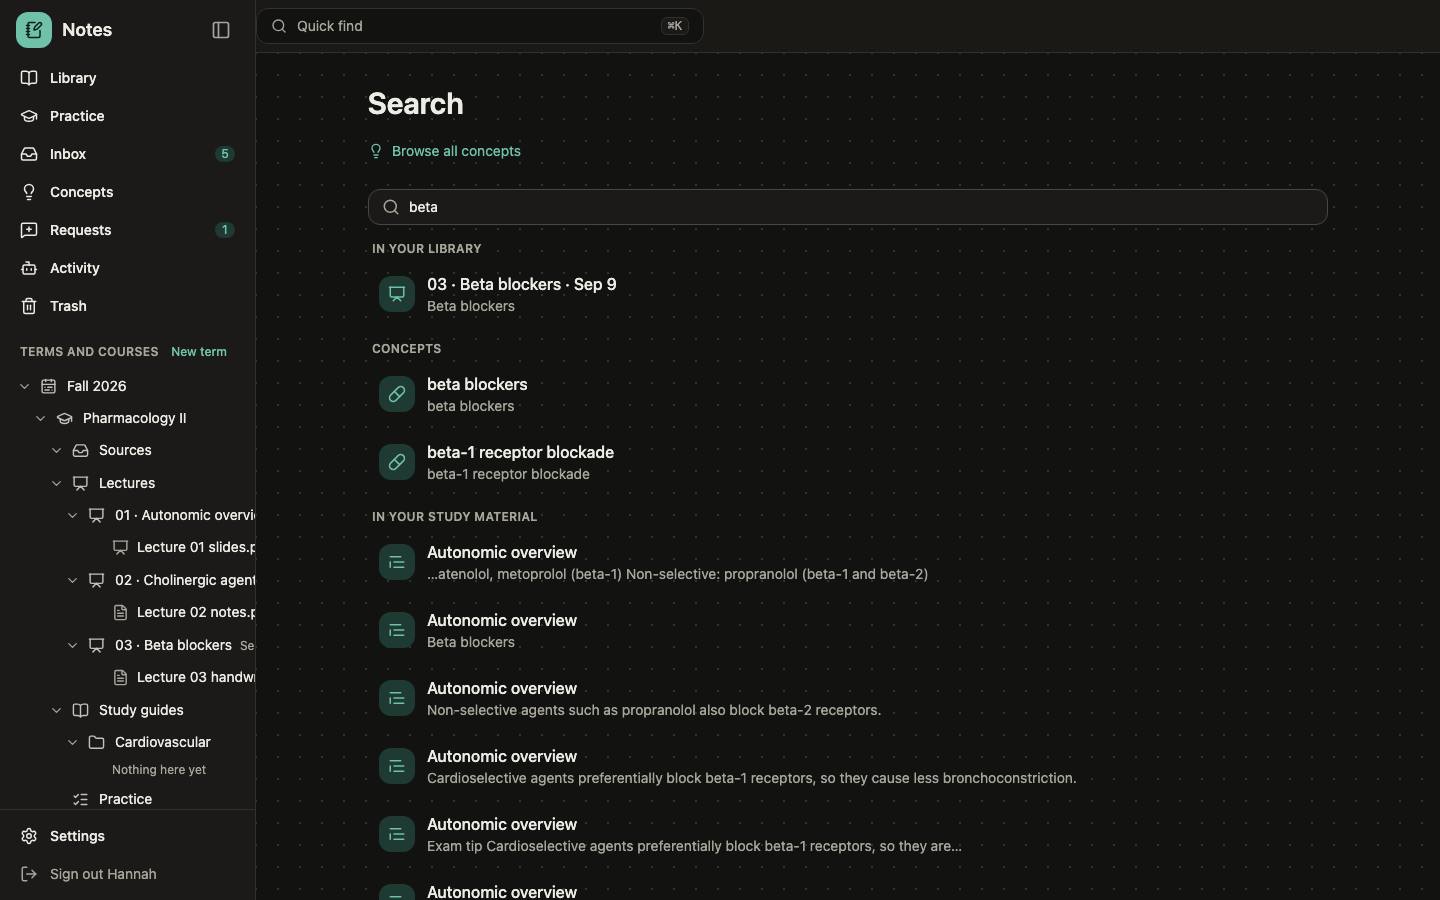 Notes
Quick find
⌘K
Library
Practice
Inbox
5
Concepts
Requests
1
Activity
Trash
TERMS AND COURSES
New term
Fall 2026
Pharmacology II
Sources
Lectures
01 · Autonomic overvi
Lecture 01 slides.p
02 · Cholinergic agent
Lecture 02 notes.p
03 · Beta blockers Se
Lecture 03 handw
Study guides
Cardiovascular
Nothing here yet
Practice
Settings
Sign out Hannah
Search
Browse all concepts
beta
IN YOUR LIBRARY
03 · Beta blockers · Sep 9
Beta blockers
CONCEPTS
beta blockers
beta blockers
beta-1 receptor blockade
beta-1 receptor blockade
IN YOUR STUDY MATERIAL
Autonomic overview
...atenolol, metoprolol (beta-1) Non-selective: propranolol (beta-1 and beta-2)
Autonomic overview
Beta blockers
Autonomic overview
Non-selective agents such as propranolol also block beta-2 receptors.
Autonomic overview
Cardioselective agents preferentially block beta-1 receptors, so they cause less bronchoconstriction.
Autonomic overview
Exam tip Cardioselective agents preferentially block beta-1 receptors, so they are...
Autonomic overview